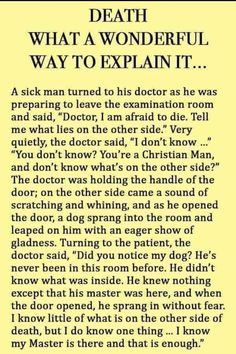 DEATH
WHAT A WONDERFUL
WAY TO EXPLAIN IT...
A sick man turned to his doctor as he was
preparing to leave the examination room
and said, “Doctor, I am afraid to die. Tell
me what lies on the other side.” Very
quietly, the doctor said, “I don’t know ...”
“You don’t know? You’re a Christian Man,
and don’t know what’s on the other side?”
The doctor was holding the handle of the
door; on the other side came a sound of
scratching and whining, and as he opened
the door, a dog sprang into the room and
leaped on him with an eager show of
gladness. Turning to the patient, the
doctor said, “Did you notice my dog? He’s
never been in this room before. He didn’t
know what was inside. He knew nothing
except that his master was here, and when
the door opened, he sprang in without fear.
I know little of what is on the other side of
death, but I do know one thing ... I know
my Master is there and that is enough.”